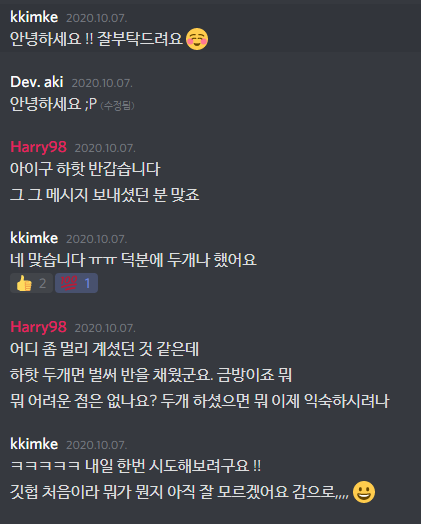 kkimke 2020.10.07.
안녕하세요 !! 잘부탁드려요 ☺️
Dev. aki 2020.10.07.
안녕하세요 ;P (수정됨)
Harry98 2020.10.07.
아이구 하핫 반갑습니다
그 그 메시지 보내셨던 분 맞죠
kkimke 2020.10.07.
네 맞습니다 ㅠㅠ 덕분에 두개나 했어요
👍 2 💯 1
Harry98 2020.10.07.
어디 좀 멀리 계셨던 것 같은데
하핫 두개면 벌써 반을 채웠군요. 금방이죠 뭐
뭐 어려운 점은 없나요? 두개 하셨으면 뭐 이제 익숙하시려나
kkimke 2020.10.07.
ㅋㅋㅋㅋㅋ 내일 한번 시도해보려구요 !!
깃헙 처음이라 뭐가 뭔지 아직 잘 모르겠어요 감으로,,,, 😀